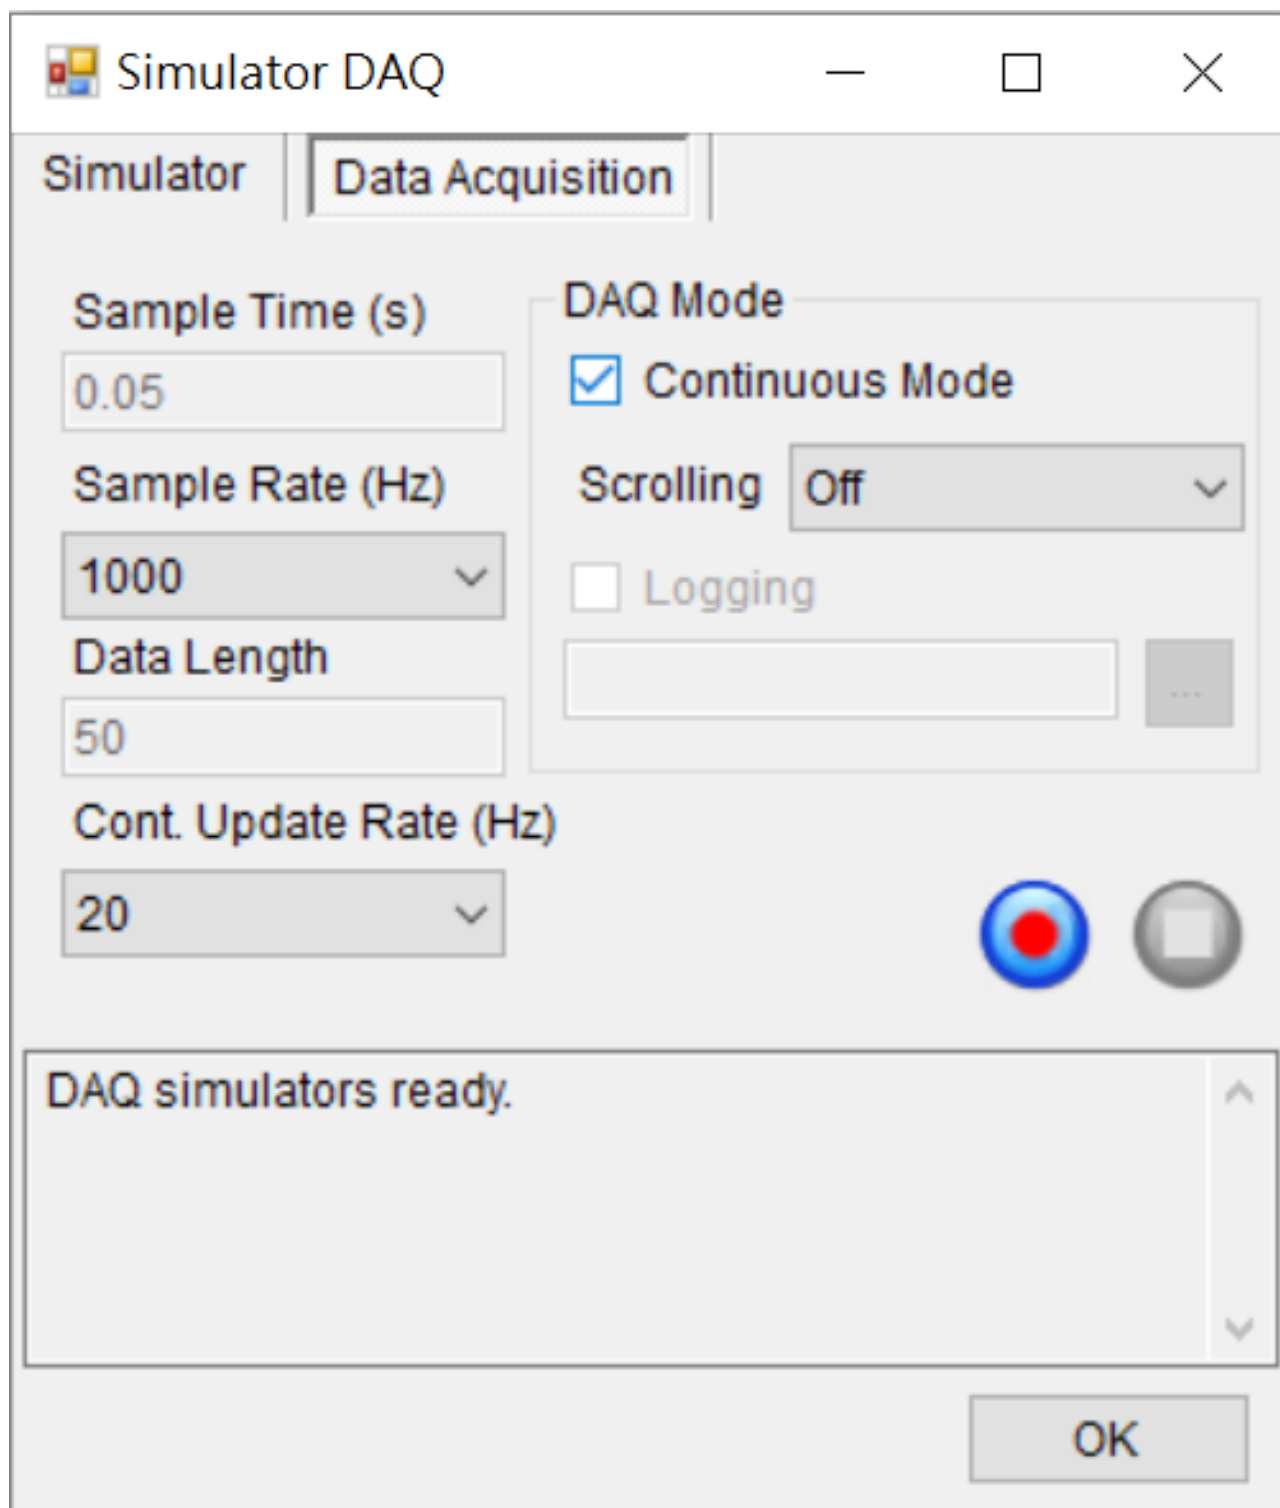 Simulator DAQ
Simulator
Data Acquisition
Sample Time (s)
0.05
Sample Rate (Hz)
1000
Data Length
50
Cont. Update Rate (Hz)
20
DAQ Mode
Continuous Mode
Scrolling
Off
Logging
...
DAQ simulators ready.
OK